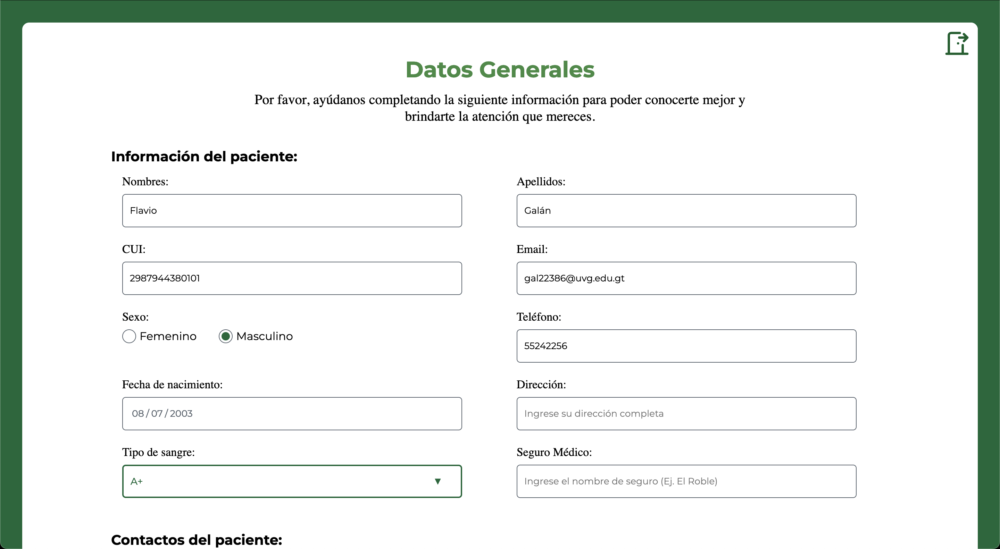 Datos Generales
Por favor, ayúdanos completando la siguiente información para poder conocerte mejor y
brindarte la atención que mereces.
Información del paciente:
Nombres:
Flavio
Apellidos:
Galán
CUI:
2987944380101
Email:
gal22386@uvg.edu.gt
Sexo:
Femenino
Masculino
Teléfono:
55242256
Fecha de nacimiento:
08 / 07 / 2003
Dirección:
Ingrese su dirección completa
Tipo de sangre:
A+
Seguro Médico:
Ingrese el nombre de seguro (Ej. El Roble)
Contactos del paciente: